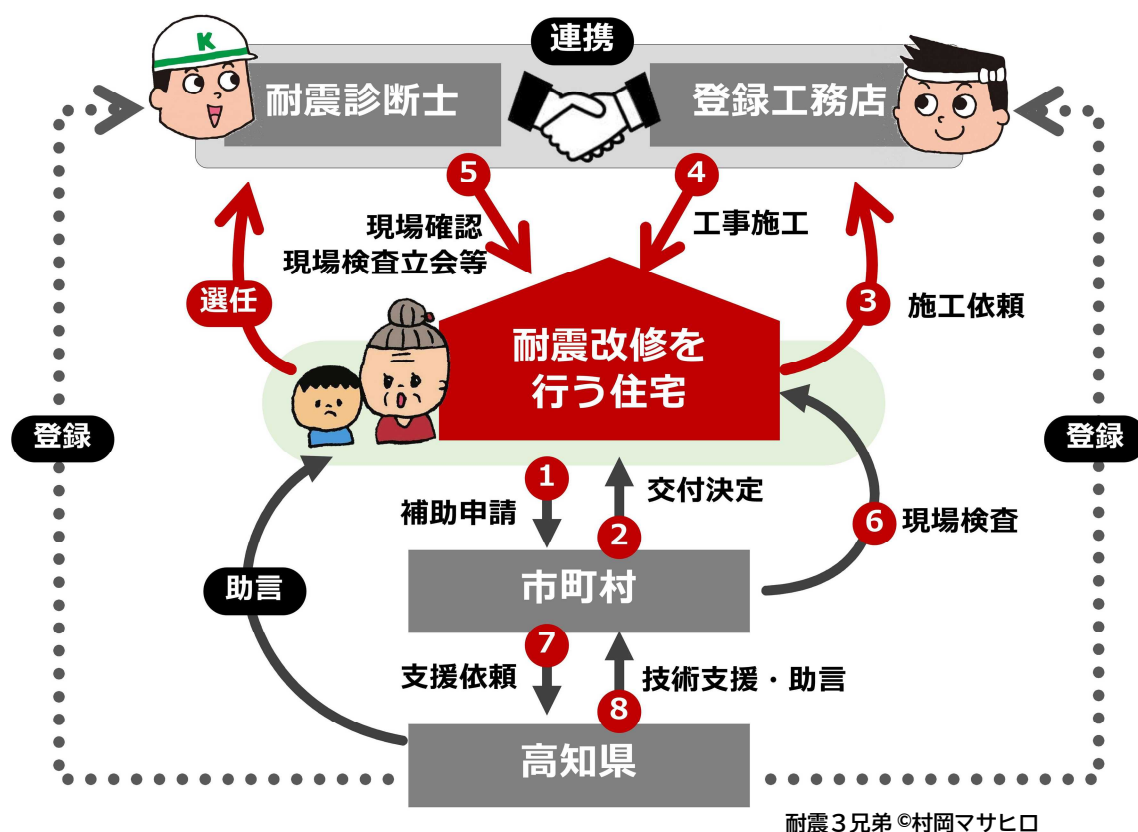 連携
K
耐震診断士
登録工務店
5
4
現場確認
現場検査立会等
工事施工
選任
3
施工依頼
耐震改修を
行う住宅
登録
登録
1
補助申請
交付決定
2
6
現場検査
助言
市町村
7
支援依頼
技術支援・助言
8
高知県
耐震3兄弟 ©村岡マサヒロ